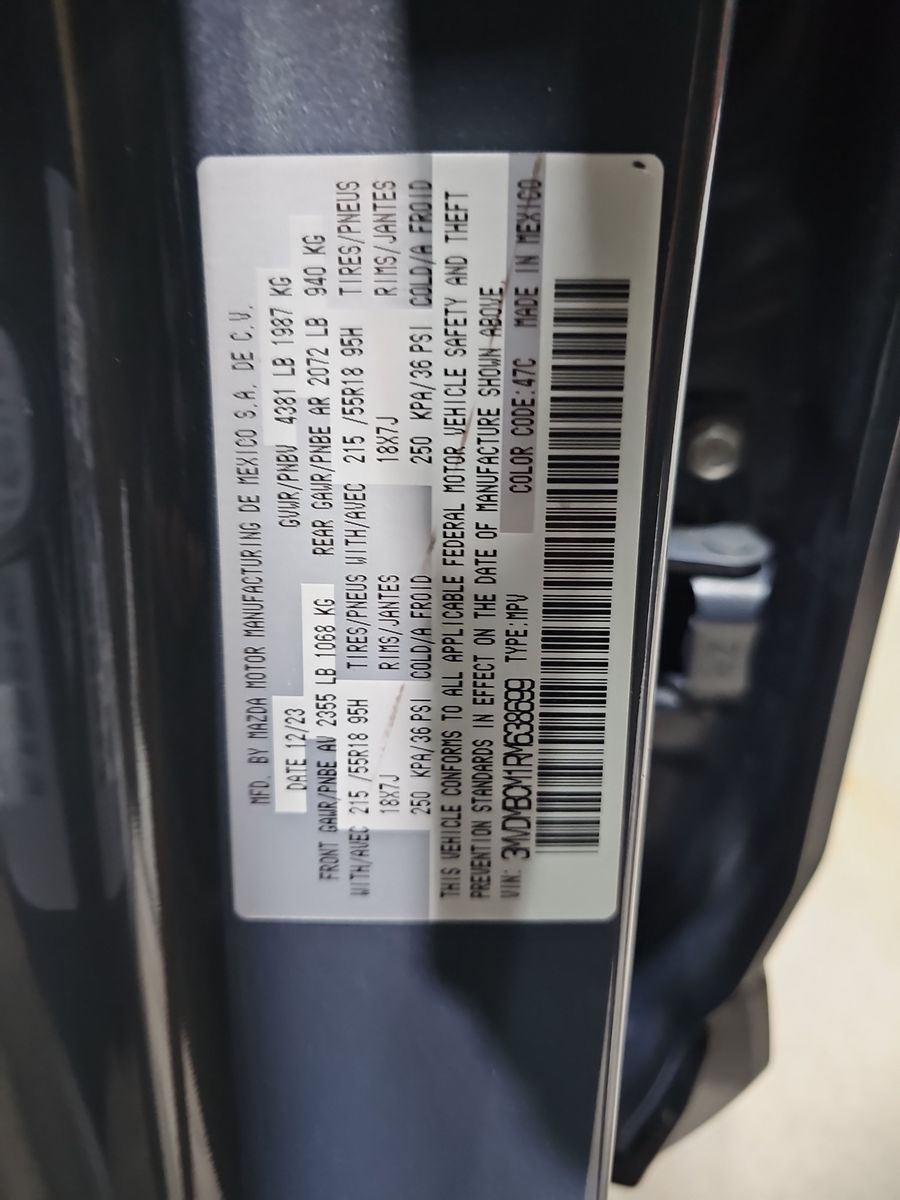 MFD. BY MAZDA MOTOR MANUFACTURING DE MEXICO S.A. DE C.V.
DATE 12/23 GVWR/PNBV 4381 LB 1987 KG
FRONT GAWR/PNBE AV 2355 LB 1068 KG REAR GAWR/PNBE AR 2072 LB 940 KG
WITH/AVEC 215 /55R18 95H TIRES/PNEUS WITH/AVEC 215 /55R18 95H TIRES/PNEUS
18X7J RIMS/JANTES 18X7J RIMS/JANTES
250 KPA/36 PSI COLD/A FROID 250 KPA/36 PSI COLD/A FROID
THIS VEHICLE CONFORMS TO ALL APPLICABLE FEDERAL MOTOR VEHICLE SAFETY AND THEFT
PREVENTION STANDARDS IN EFFECT ON THE DATE OF MANUFACTURE SHOWN ABOVE.
VIN: 3MVDMBCM1RM638699 TYPE:MPV COLOR CODE:47C MADE IN MEXICO